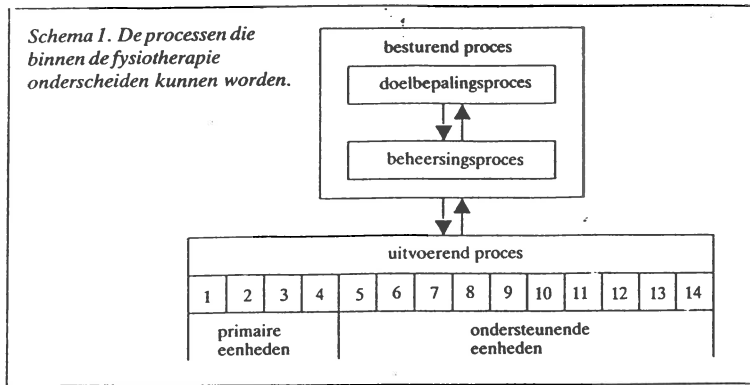 Schema 1. De processen die
binnen de fysiotherapie
onderscheiden kunnen worden.
besturend proces
doelbepalingsproces
beheersingsproces
uitvoerend proces
1 2 3 4 5 6 7 8 9 10 11 12 13 14
primaire
eenheden
ondersteunende
eenheden